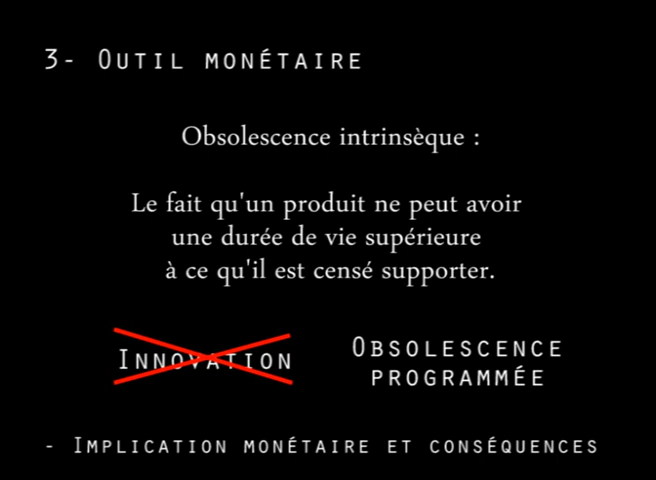 3- Outil monétaire
Obsolescence intrinsèque :
Le fait qu'un produit ne peut avoir
une durée de vie supérieure
à ce qu'il est censé supporter.
Innovation
Obsolescence
programmée
- Implication monétaire et conséquences